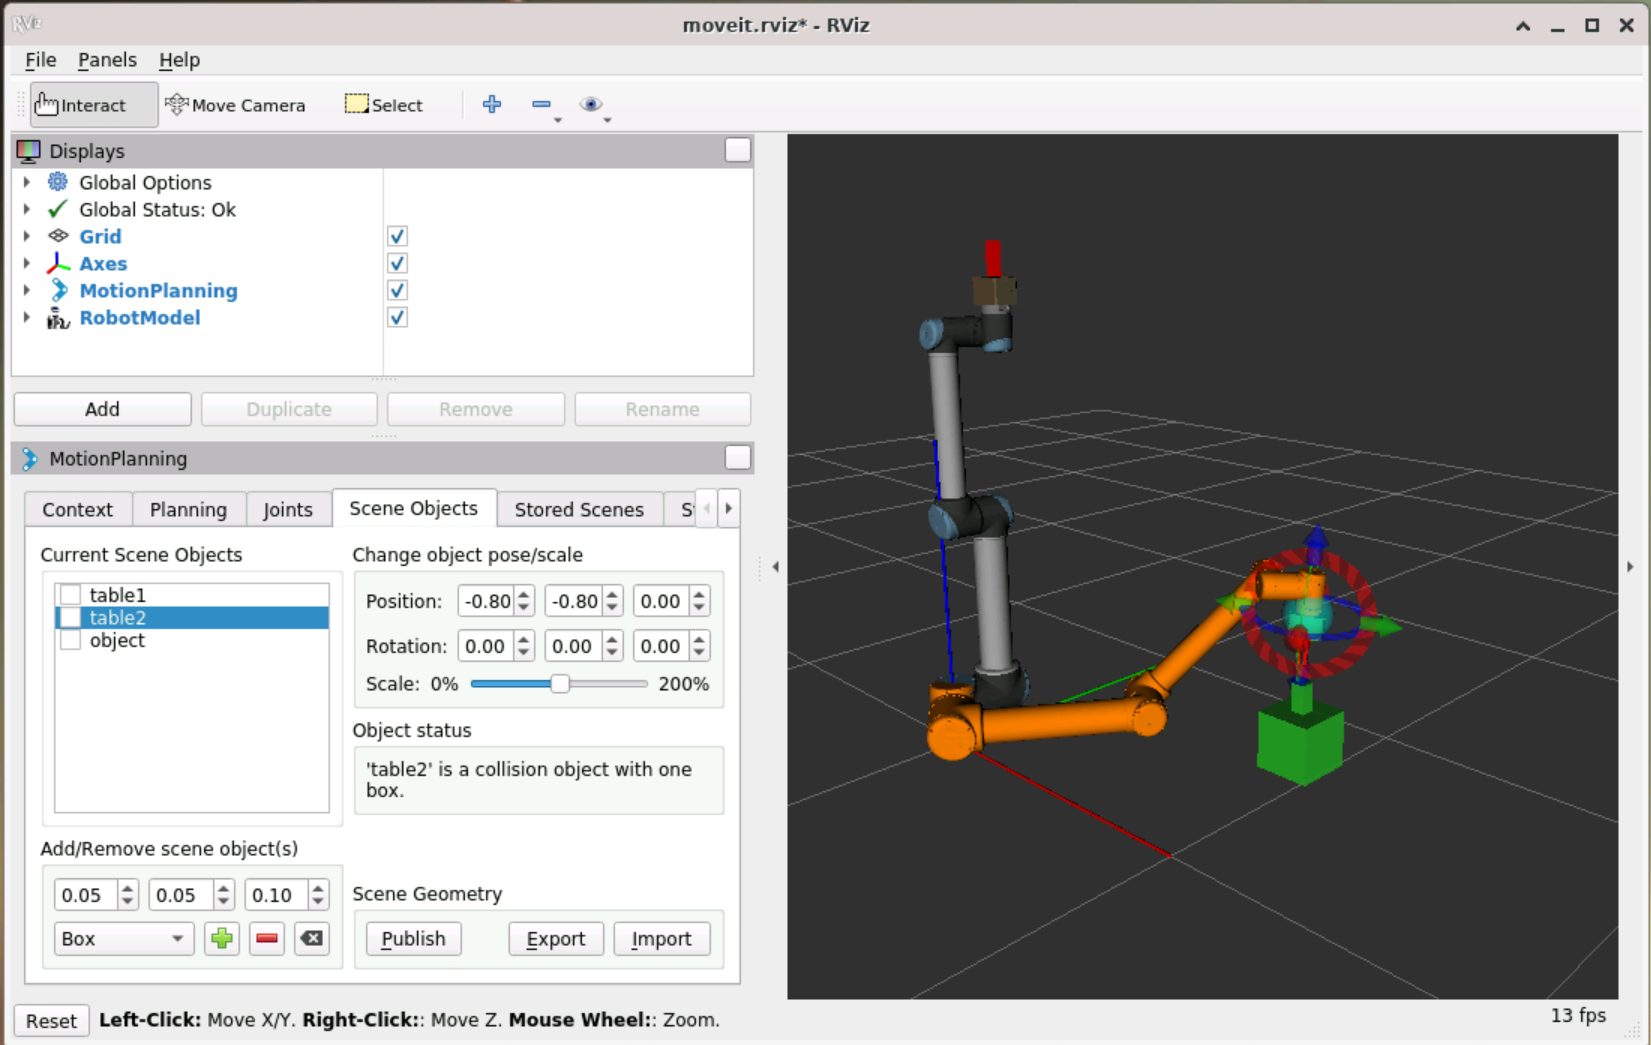 RViz
moveit.rviz* - RViz
File Panels Help
Interact Move Camera Select
Displays
Global Options
Global Status: Ok
Grid
Axes
MotionPlanning
RobotModel
Add Duplicate Remove Rename
MotionPlanning
Context Planning Joints Scene Objects Stored Scenes
Current Scene Objects
table1
table2
object
Change object pose/scale
Position: -0.80 -0.80 0.00
Rotation: 0.00 0.00 0.00
Scale: 0% 200%
Object status
'table2' is a collision object with one
box.
Add/Remove scene object(s)
0.05 0.05 0.10
Box
Scene Geometry
Publish Export Import
Reset Left-Click: Move X/Y. Right-Click:: Move Z. Mouse Wheel:: Zoom.
13 fps